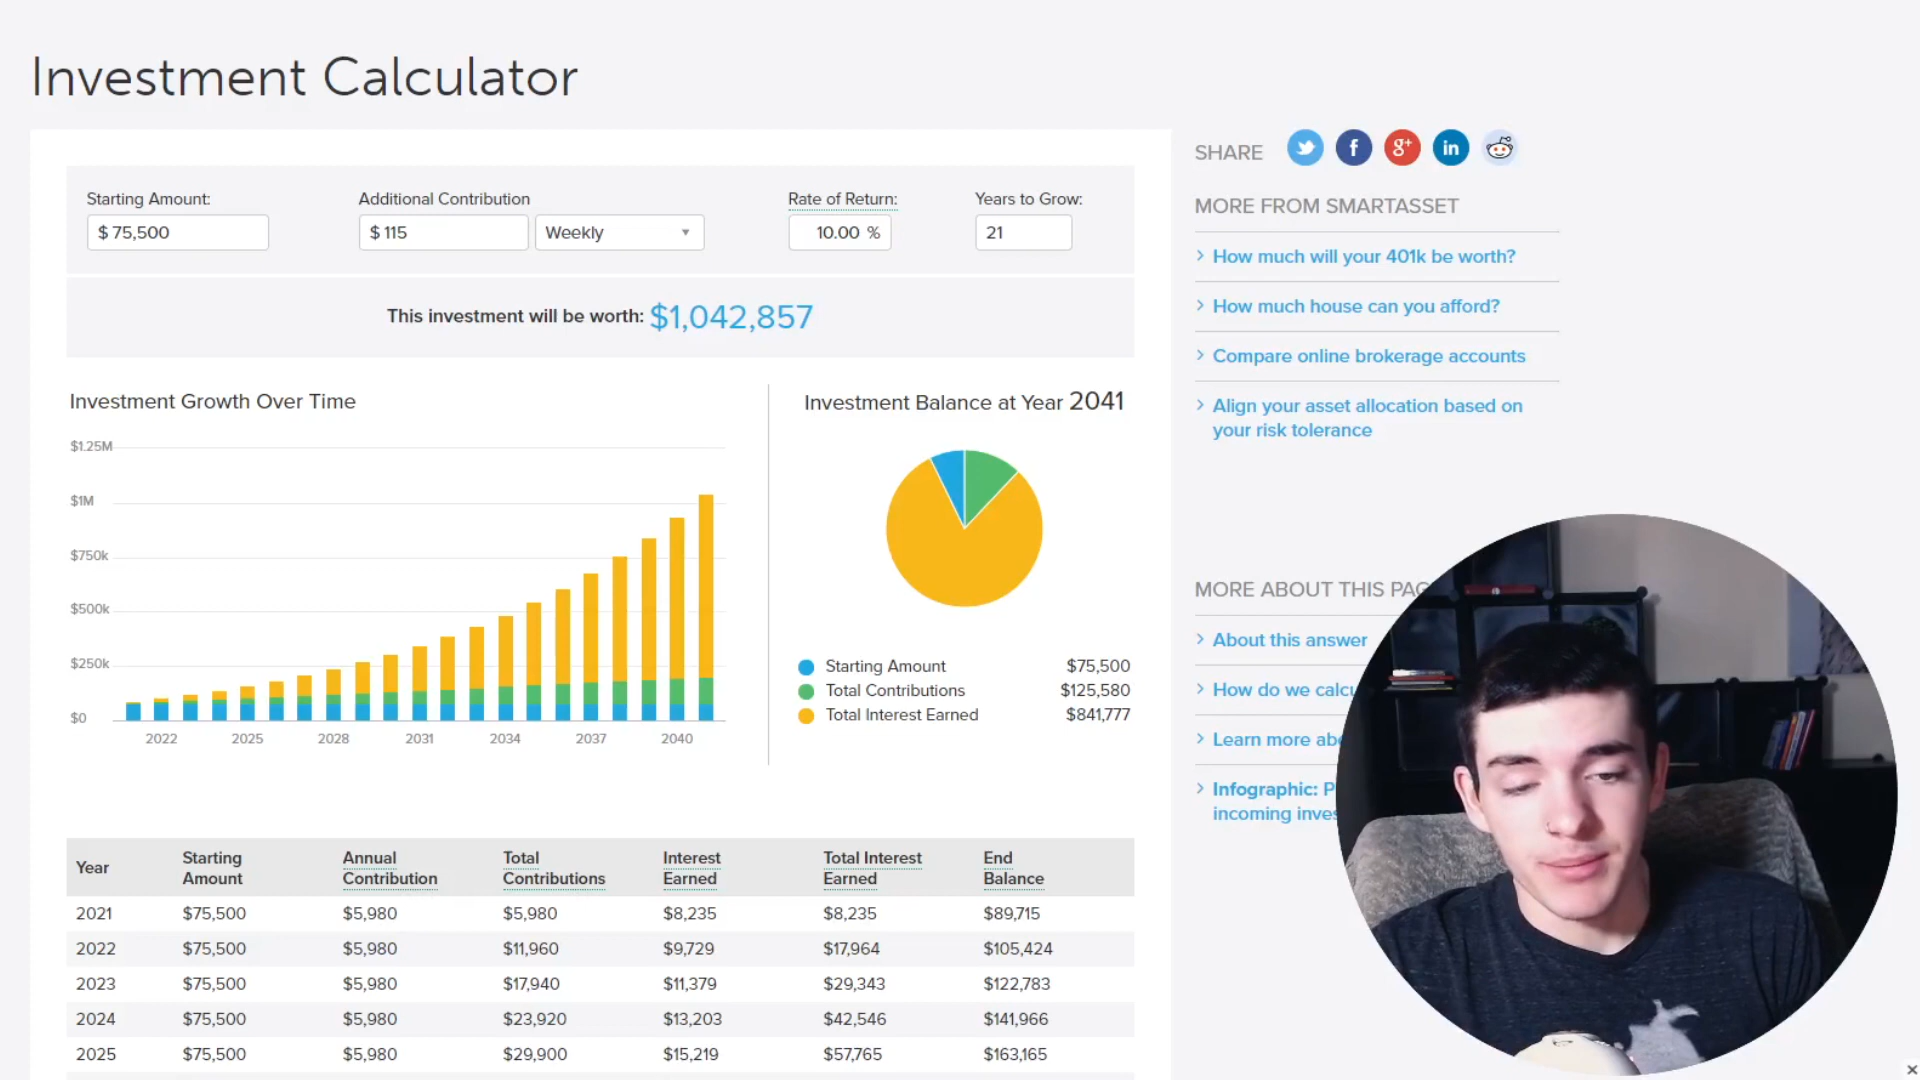 Investment Calculator
Starting Amount:
Additional Contribution
Rate of Return:
Years to Grow:
$ 75,500
$ 115
Weekly
10.00 %
21
This investment will be worth: $1,042,857
Investment Growth Over Time
$1.25M
$1M
$750k
$500k
$250k
$0
2022 2025 2028 2031 2034 2037 2040
Investment Balance at Year 2041
Starting Amount $75,500
Total Contributions $125,580
Total Interest Earned $841,777
Year Starting Amount Annual Contribution Total Contributions Interest Earned Total Interest Earned End Balance
2021 $75,500 $5,980 $5,980 $8,235 $8,235 $89,715
2022 $75,500 $5,980 $11,960 $9,729 $17,964 $105,424
2023 $75,500 $5,980 $17,940 $11,379 $29,343 $122,783
2024 $75,500 $5,980 $23,920 $13,203 $42,546 $141,966
2025 $75,500 $5,980 $29,900 $15,219 $57,765 $163,165
SHARE
f
g+
in
MORE FROM SMARTASSET
How much will your 401k be worth?
How much house can you afford?
Compare online brokerage accounts
Align your asset allocation based on
your risk tolerance
MORE ABOUT THIS PAG
About this answer
How do we calcu
Learn more abo
Infographic: P
incoming inves